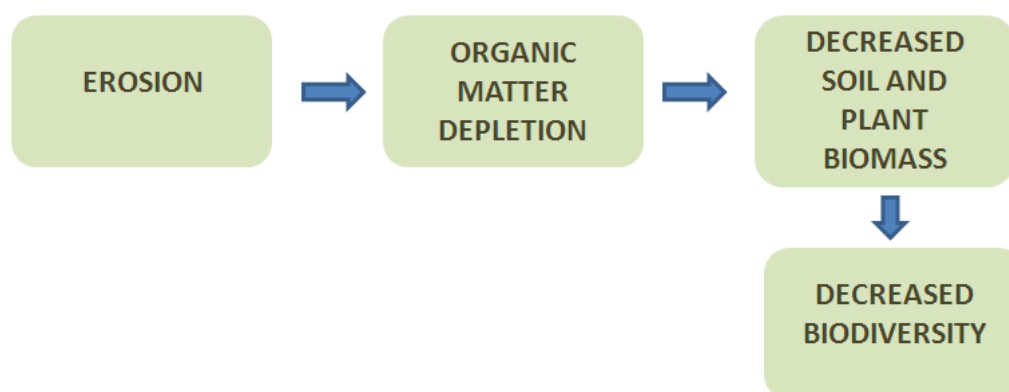 EROSION
ORGANIC
MATTER
DEPLETION
DECREASED
SOIL AND
PLANT
BIOMASS
DECREASED
BIODIVERSITY